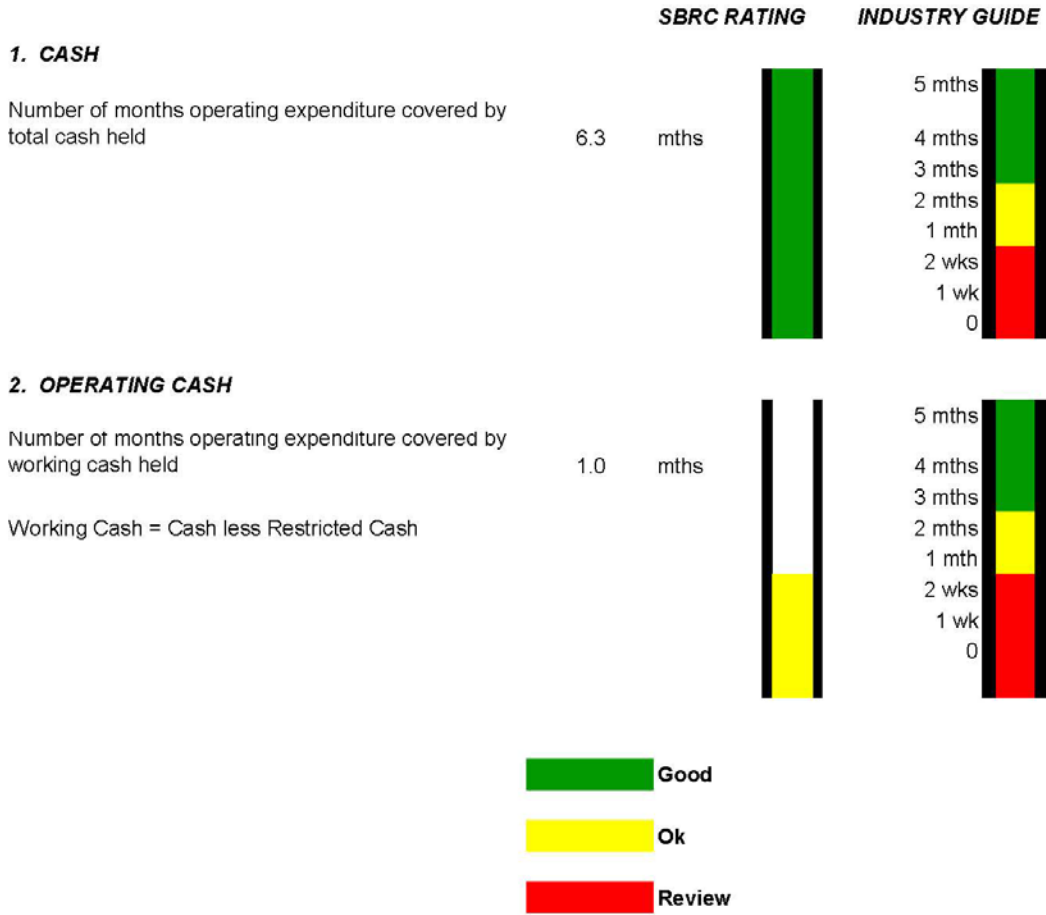 SBRC RATING INDUSTRY GUIDE
1. CASH
5 mths
Number of months operating expenditure covered by
total cash held 6.3 mths 4 mths
3 mths
2 mths
1 mth
2 wks
1 wk
0
2. OPERATING CASH
5 mths
Number of months operating expenditure covered by
working cash held 1.0 mths 4 mths
3 mths
Working Cash = Cash less Restricted Cash 2 mths
1 mth
2 wks
1 wk
0
Good
Ok
Review